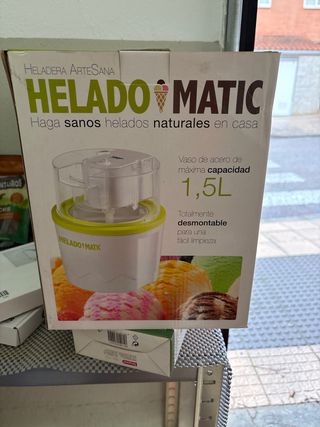 HELADERA ARTESANA
HELADO MATIC
Haga sanos helados naturales en casa
Vaso de acero de
máxima capacidad
1,5L
Totalmente
desmontable
para una
fácil limpieza
HELADO MATIC